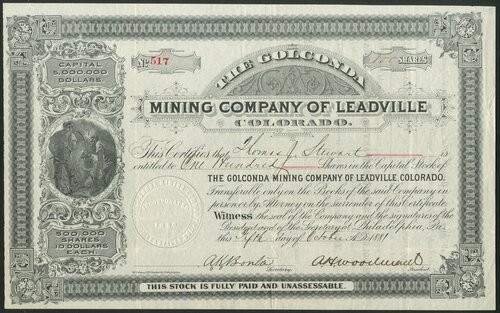 No. 517
100 SHARES
CAPITAL
5,000,000
DOLLARS.
THE GOLCONDA
MINING COMPANY OF LEADVILLE
COLORADO.
This Certifies that Thomas J. Stewart is
entitled to One Hundred Shares in the Capital Stock of
THE GOLCONDA MINING COMPANY OF LEADVILLE, COLORADO.
Transferable only on the Books of the said Company in
person or by Attorney on the surrender of this Certificate.
Witness the seal of the Company and the signatures of the
President and of the Secretary at Philadelphia, Pa.
this Fifth day of October A.D. 1881
500,000
SHARES
10 DOLLARS
EACH.
Secretary.
President.
THIS STOCK IS FULLY PAID AND UNASSESSABLE.